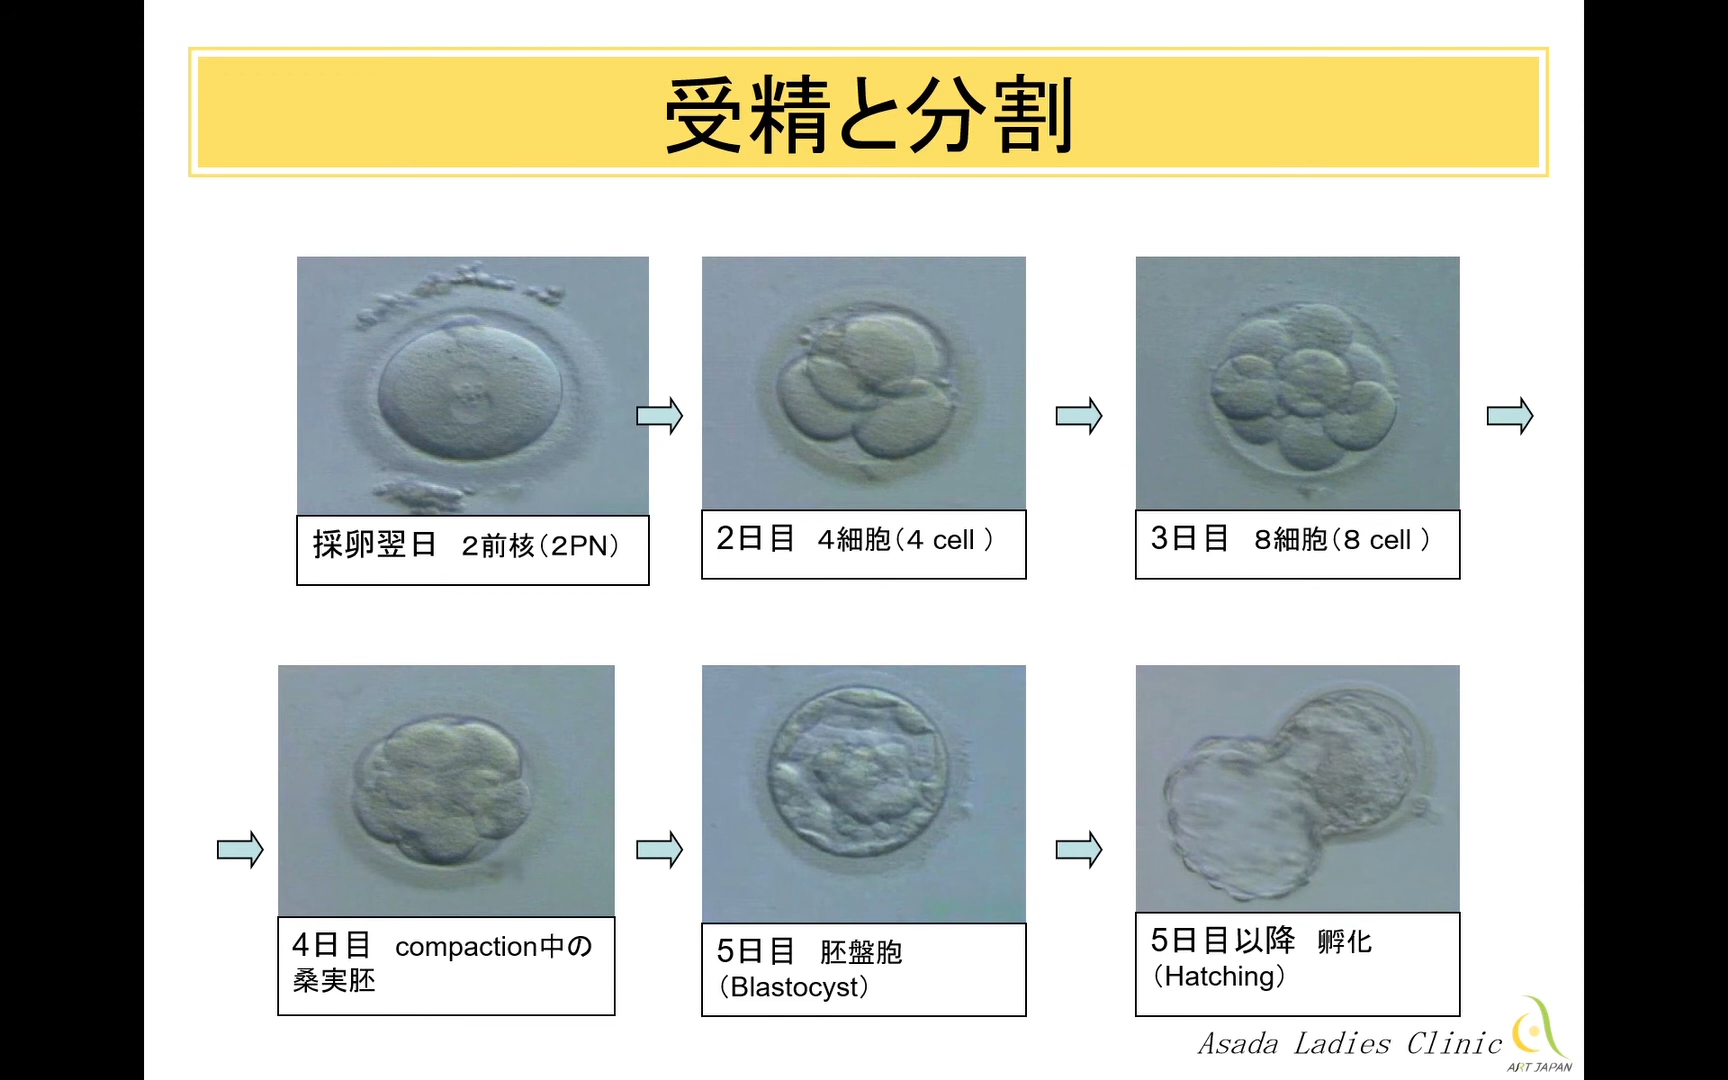 受精と分割
採卵翌日　２前核（２PN）
2日目　４細胞（４ cell ）
3日目　８細胞（８ cell ）
4日目　compaction中の
桑実胚
5日目　胚盤胞
（Blastocyst）
5日目以降　孵化
（Hatching）
Asada Ladies Clinic
ART JAPAN